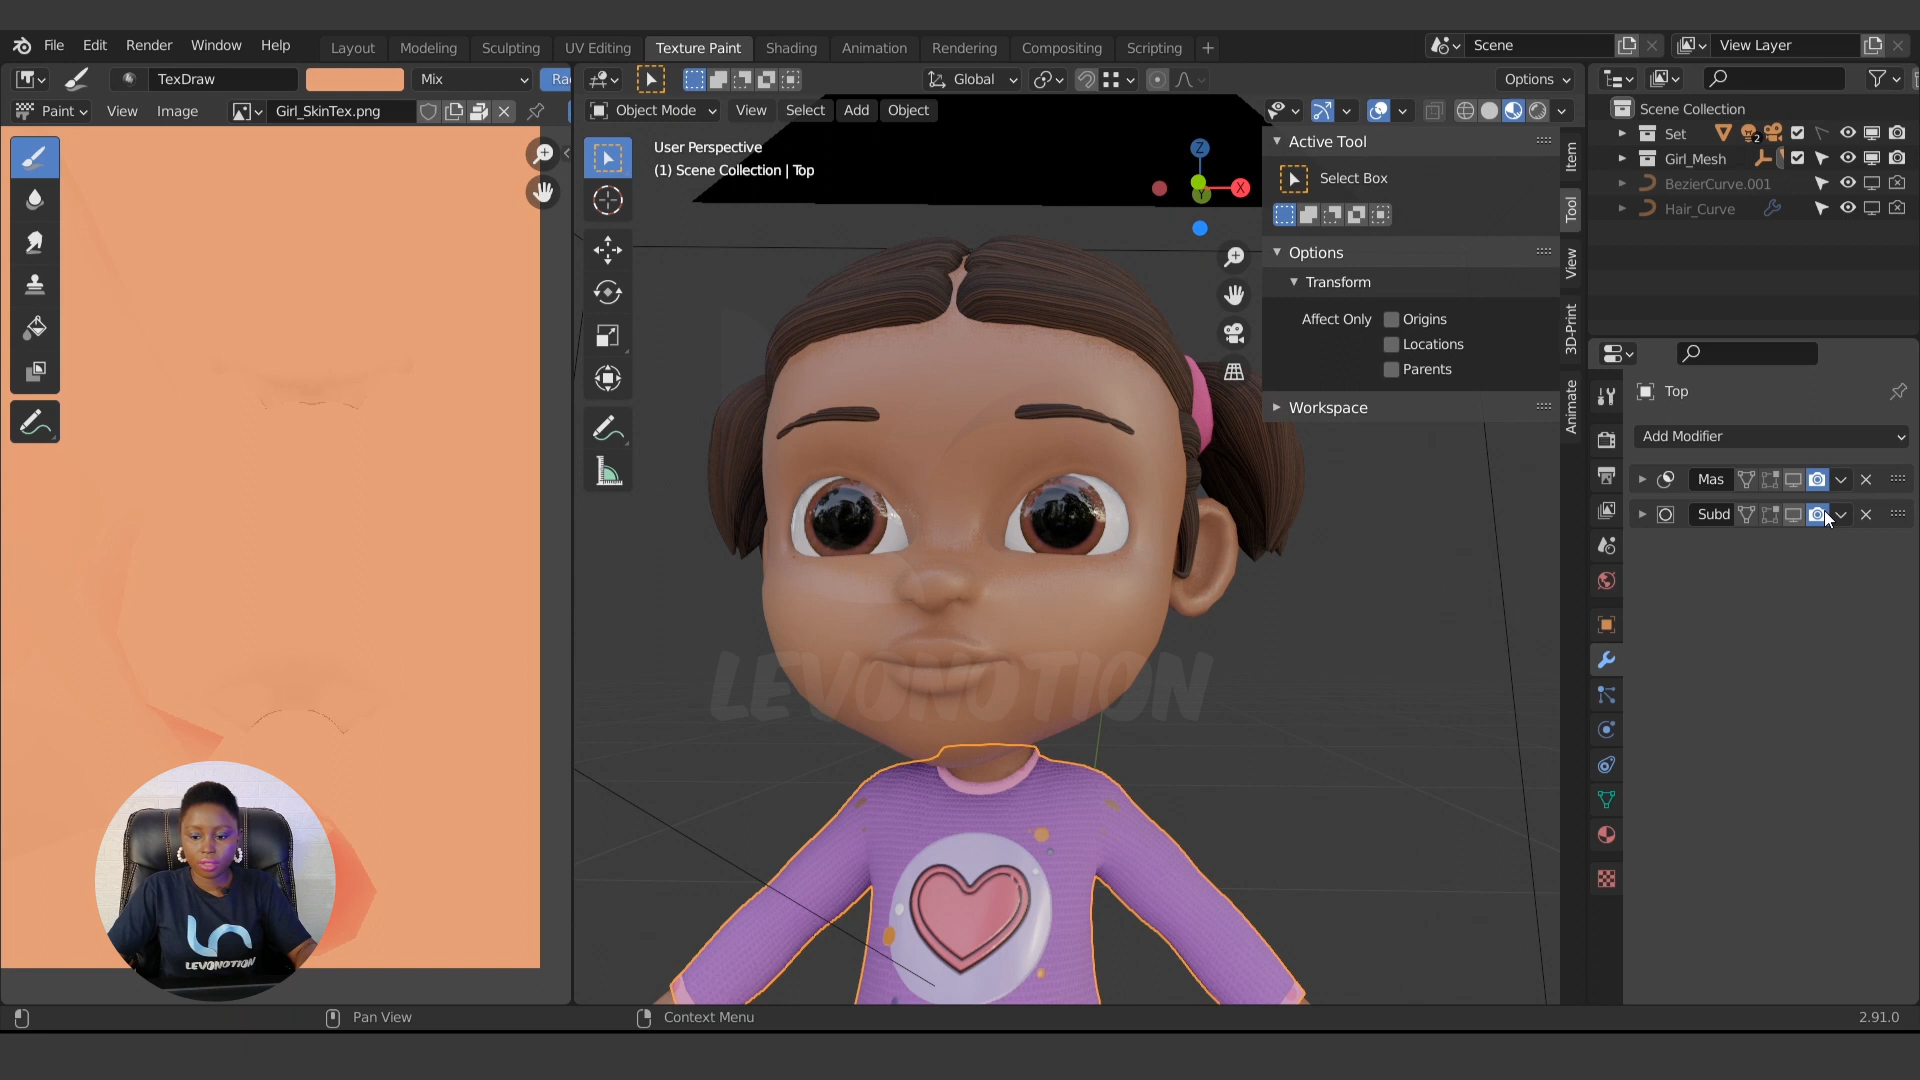 File Edit Render Window Help Layout Modeling Sculpting UV Editing Texture Paint Shading Animation Rendering Compositing Scripting + Scene View Layer
TexDraw Mix Ra Global Options
Paint View Image Girl_SkinTex.png Object Mode View Select Add Object
User Perspective
(1) Scene Collection | Top
Z
X
Y
Active Tool
Select Box
Options
Transform
Affect Only Origins
Locations
Parents
Workspace
Item
Tool
View
3D-Print
Animate
Scene Collection
Set 2
Girl_Mesh
BezierCurve.001
Hair_Curve
Top
Add Modifier
Mas
Subd
LEVONOTION
LEVONOTION
Pan View Context Menu 2.91.0